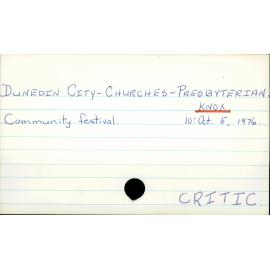 Dunedin City-Churches-Presbyterian,
Knox
Community festival. 10: Oct. 5, 1976.
CRITIC.